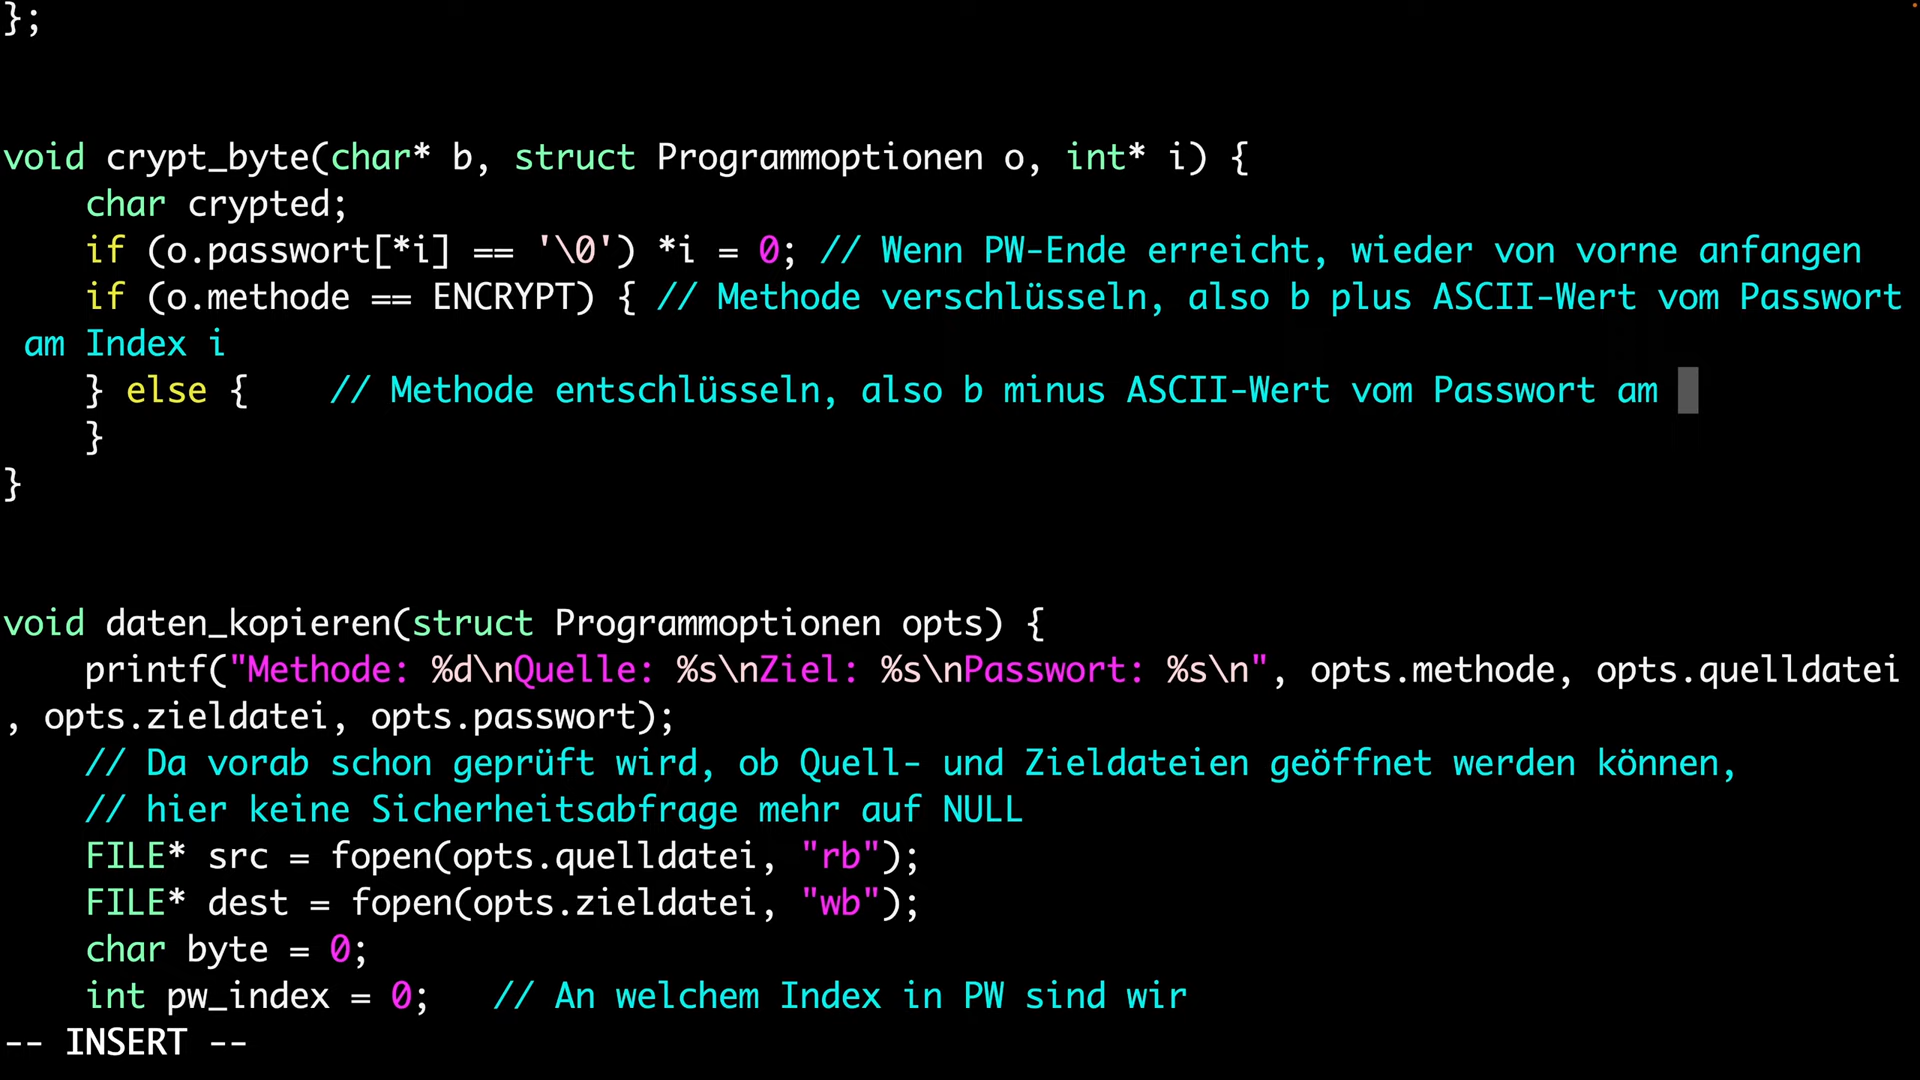 };
void crypt_byte(char* b, struct Programmoptionen o, int* i) {
    char crypted;
    if (o.passwort[*i] == '\0') *i = 0; // Wenn PW-Ende erreicht, wieder von vorne anfangen
    if (o.methode == ENCRYPT) { // Methode verschlüsseln, also b plus ASCII-Wert vom Passwort
 am Index i
    } else {    // Methode entschlüsseln, also b minus ASCII-Wert vom Passwort am
    }
}
void daten_kopieren(struct Programmoptionen opts) {
    printf("Methode: %d\nQuelle: %s\nZiel: %s\nPasswort: %s\n", opts.methode, opts.quelldatei
, opts.zieldatei, opts.passwort);
    // Da vorab schon geprüft wird, ob Quell- und Zieldateien geöffnet werden können,
    // hier keine Sicherheitsabfrage mehr auf NULL
    FILE* src = fopen(opts.quelldatei, "rb");
    FILE* dest = fopen(opts.zieldatei, "wb");
    char byte = 0;
    int pw_index = 0;   // An welchem Index in PW sind wir
-- INSERT --